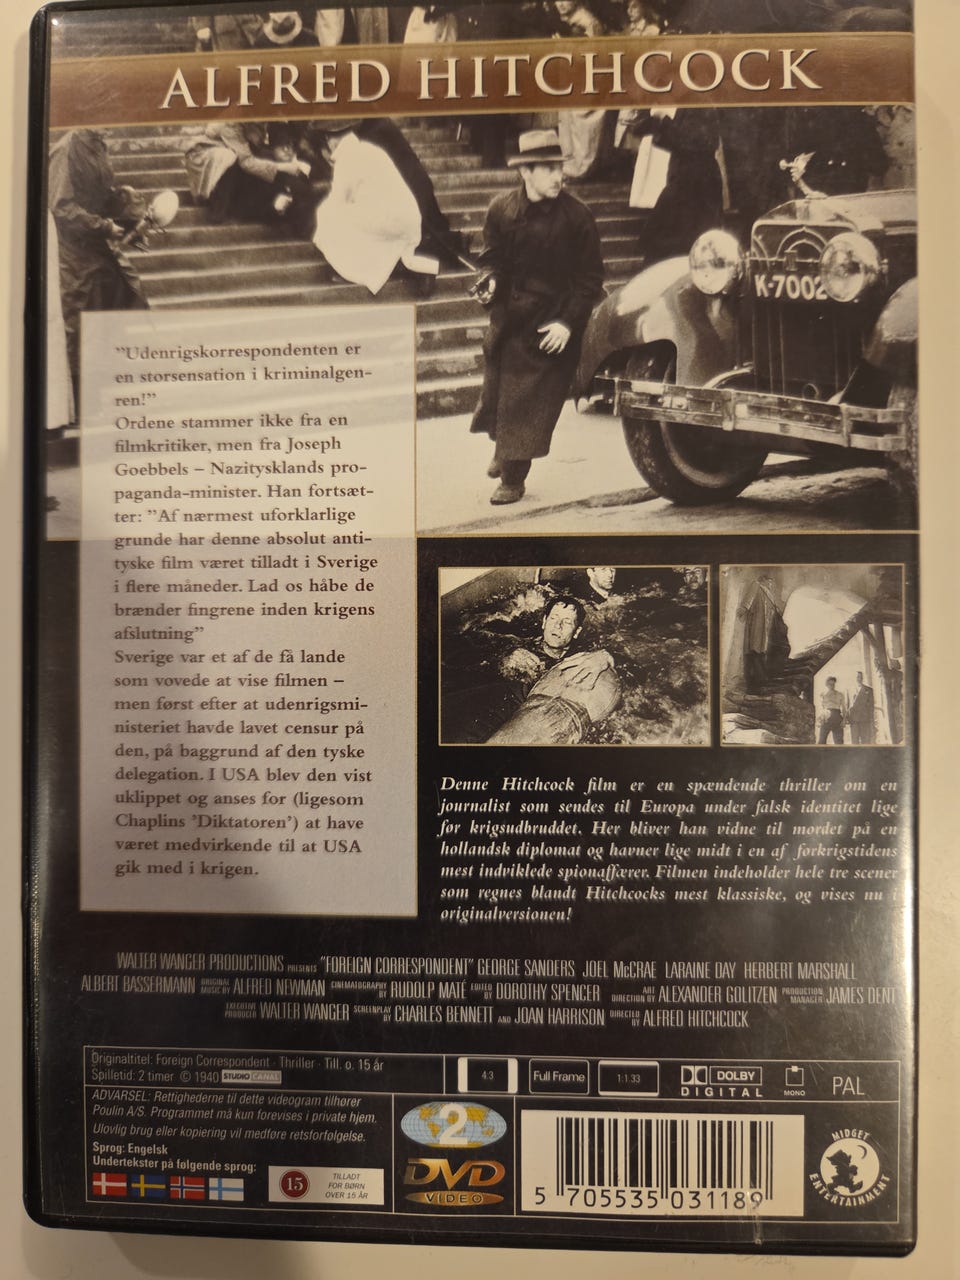 ALFRED HITCHCOCK
K-7002
"Udenrigskorrespondenten er
en storsensation i kriminalgen-
ren!"
Ordene stammer ikke fra en
filmkritiker, men fra Joseph
Goebbels – Nazitysklands pro-
paganda-minister. Han fortsæt-
ter: "Af nærmest uforklarlige
grunde har denne absolut anti-
tyske film været tilladt i Sverige
i flere måneder. Lad os håbe de
brænder fingrene inden krigens
afslutning"
Sverige var et af de få lande
som vovede at vise filmen –
men først efter at udenrigsmi-
nisteriet havde lavet censur på
den, på baggrund af den tyske
delegation. I USA blev den vist
uklippet og anses for (ligesom
Chaplins 'Diktatoren') at have
været medvirkende til at USA
gik med i krigen.
Denne Hitchcock film er en spændende thriller om en
journalist som sendes til Europa under falsk identitet lige
før krigsudbruddet. Her bliver han vidne til mordet på en
hollandsk diplomat og havner lige midt i en af førkrigstidens
mest indviklede spionaffærer. Filmen indeholder hele tre scener
som regnes blandt Hitchcocks mest klassiske, og vises nu i
originalversionen!
WALTER WANGER PRODUCTIONS PRESENTS "FOREIGN CORRESPONDENT" GEORGE SANDERS JOEL McCRAE LARAINE DAY HERBERT MARSHALL
ALBERT BASSERMANN ORIGINAL MUSIC BY ALFRED NEWMAN CINEMATOGRAPHY BY RUDOLP MATÉ EDITED BY DOROTHY SPENCER ART DIRECTION BY ALEXANDER GOLITZEN PRODUCTION MANAGER JAMES DENT
EXECUTIVE PRODUCER WALTER WANGER SCREENPLAY BY CHARLES BENNETT AND JOAN HARRISON DIRECTED BY ALFRED HITCHCOCK
Originaltitel: Foreign Correspondent · Thriller · Till. o. 15 år
Spilletid: 2 timer © 1940 STUDIO CANAL
4:3
Full Frame
1:1.33
DOLBY
DIGITAL
MONO
PAL
ADVARSEL: Rettighederne til dette videogram tilhører
Poulin A/S. Programmet må kun forevises i private hjem.
Ulovlig brug eller kopiering vil medføre retsforfølgelse.
Sprog: Engelsk
Undertekster på følgende sprog:
15
TILLADT
FOR BØRN
OVER 15 ÅR
2
DVD
VIDEO
5 705535 031189
MIDGET
ENTERTAINMENT